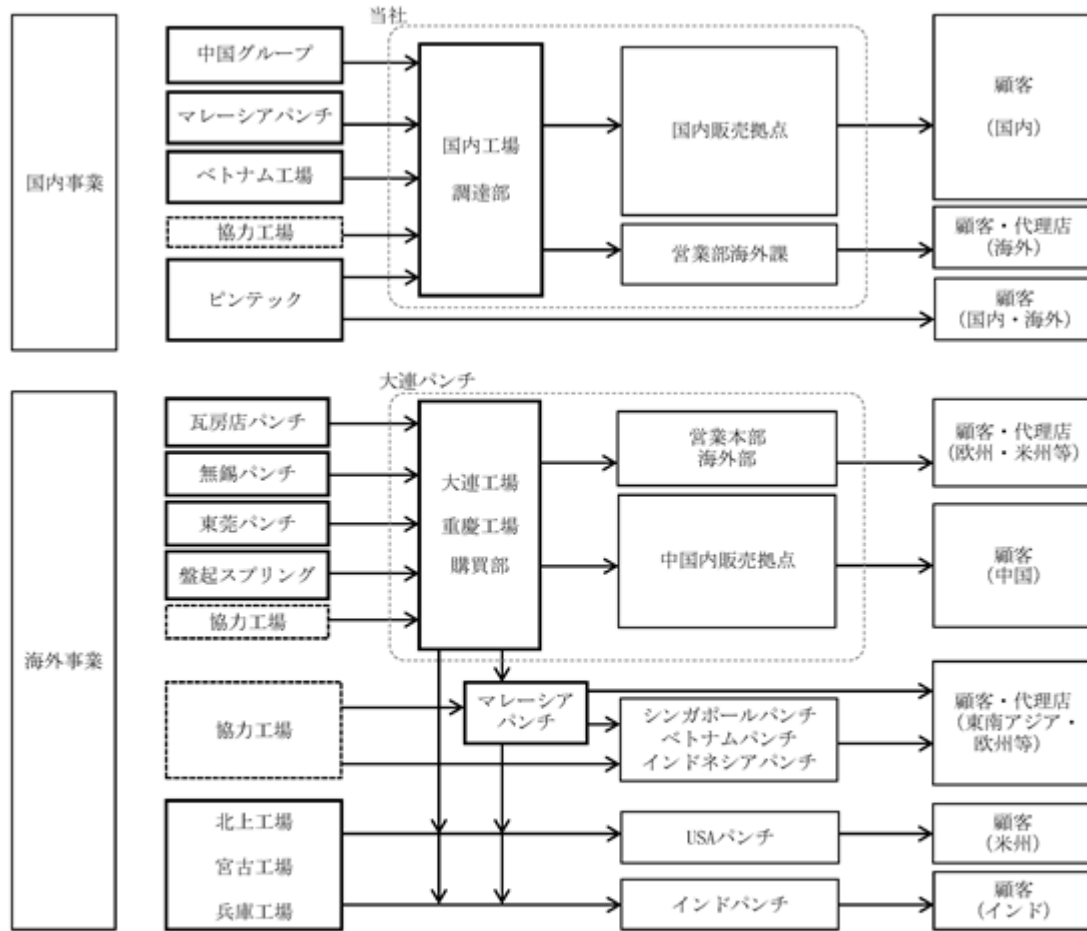 当社
国内事業
中国グループ
マレーシアパンチ
ベトナム工場
協力工場
ピンテック
国内工場
調達部
国内販売拠点
営業部海外課
顧客
(国内)
顧客・代理店
(海外)
顧客
(国内・海外)
大連パンチ
海外事業
瓦房店パンチ
無錫パンチ
東莞パンチ
盤起スプリング
協力工場
大連工場
重慶工場
購買部
営業本部
海外部
中国内販売拠点
顧客・代理店
(欧州・米州等)
顧客
(中国)
協力工場
マレーシア
パンチ
シンガポールパンチ
ベトナムパンチ
インドネシアパンチ
顧客・代理店
(東南アジア・
欧州等)
北上工場
宮古工場
兵庫工場
USAパンチ
顧客
(米州)
インドパンチ
顧客
(インド)